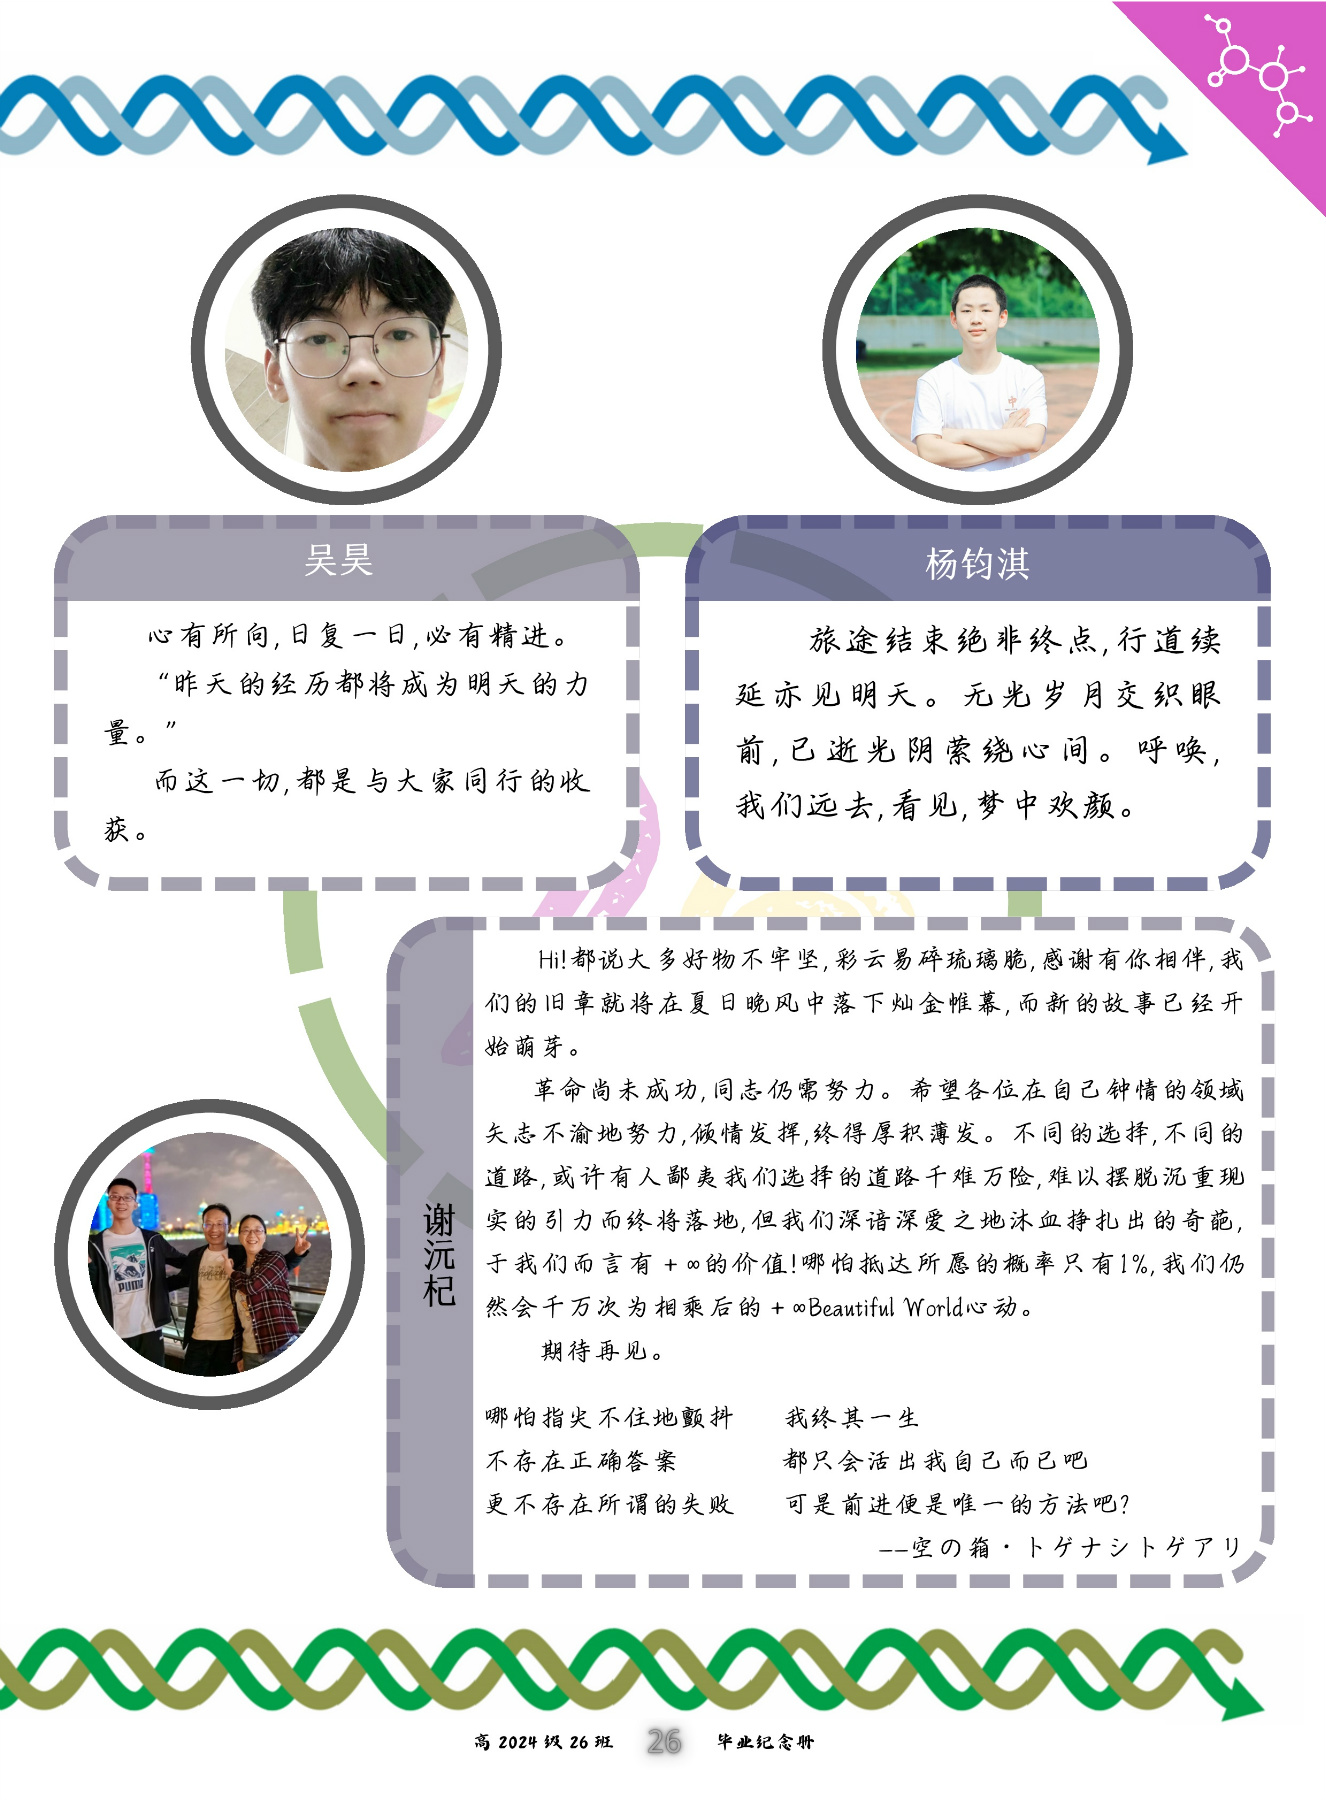 吴昊
心有所向,日复一日,必有精进。
“昨天的经历都将成为明天的力
量。”
而这一切,都是与大家同行的收
获。
杨钧淇
旅途结束绝非终点,行道续
延亦见明天。无光岁月交织眼
前,已逝光阴萦绕心间。呼唤,
我们远去,看见,梦中欢颜。
谢沅杞
Hi!都说大多好物不牢坚,彩云易碎琉璃脆,感谢有你相伴,我
们的旧章就将在夏日晚风中落下灿金帷幕,而新的故事已经开
始萌芽。
革命尚未成功,同志仍需努力。希望各位在自己钟情的领域
矢志不渝地努力,倾情发挥,终得厚积薄发。不同的选择,不同的
道路,或许有人鄙夷我们选择的道路千难万险,难以摆脱沉重现
实的引力而终将落地,但我们深谙深爱之地沐血挣扎出的奇葩,
于我们而言有+∞的价值!哪怕抵达所愿的概率只有1%,我们仍
然会千万次为相乘后的+∞Beautiful World心动。
期待再见。
哪怕指尖不住地颤抖 我终其一生
不存在正确答案 都只会活出我自己而已吧
更不存在所谓的失败 可是前进便是唯一的方法吧?
——空の箱·トゲナシトゲアリ
PUMA
高2024级26班 26 毕业纪念册